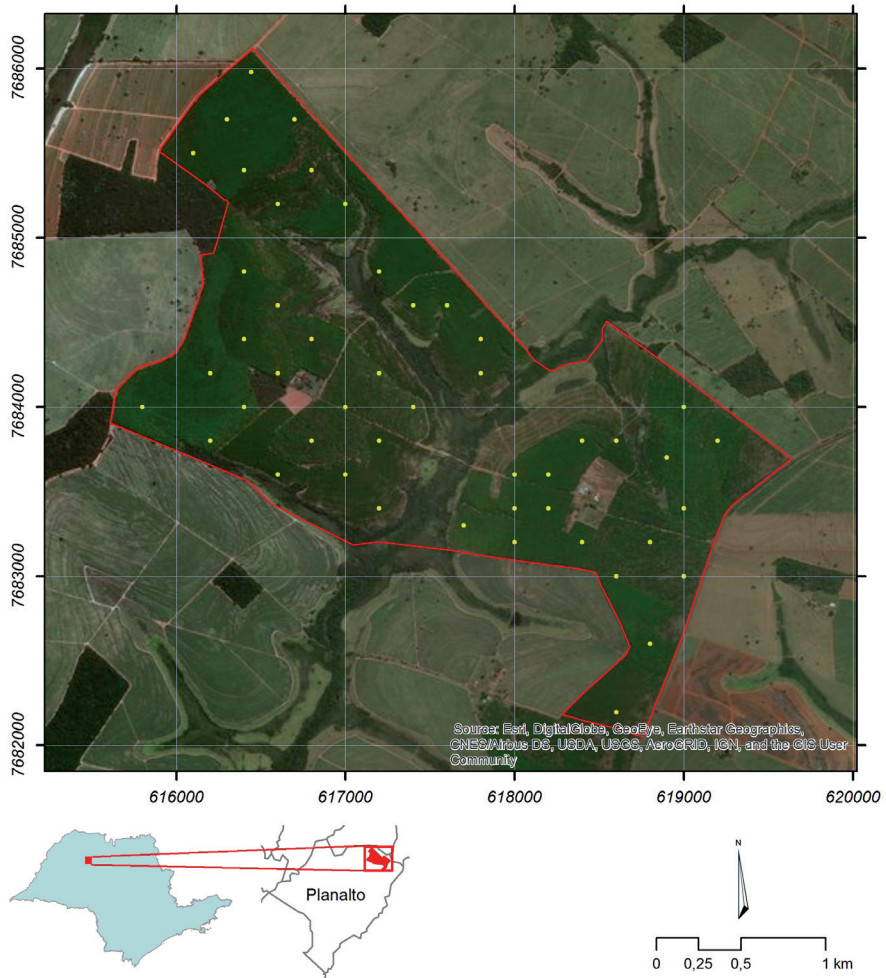 7686000
7685000
7684000
7683000
7682000
Source: Esri, DigitalGlobe, GeoEye, Earthstar Geographics,
CNES/Airbus DS, USDA, USGS, AeroGRID, IGN, and the GIS User
Community
616000 617000 618000 619000 620000
Planalto
N
0 0,25 0,5 1 km